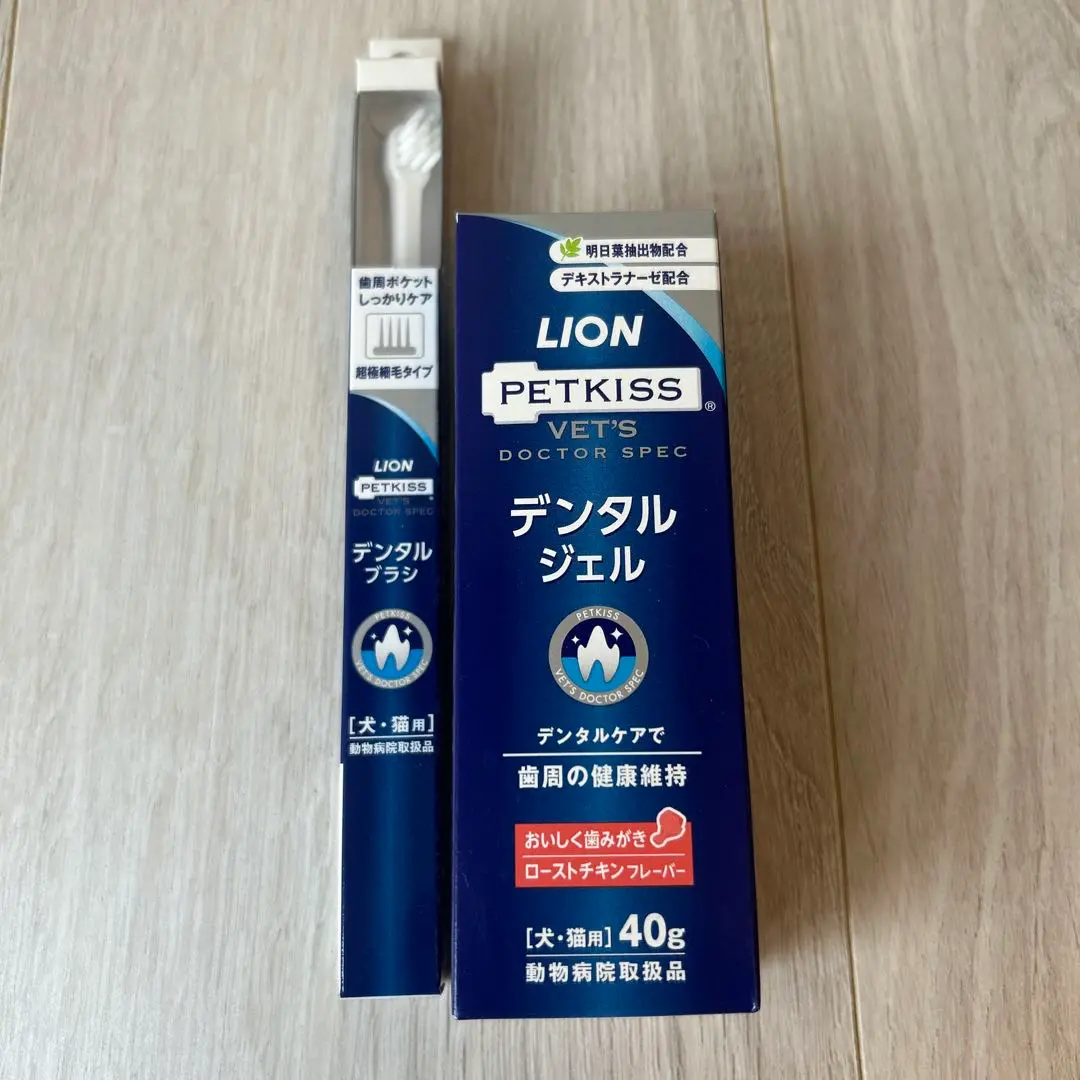 歯周ポケット
しっかりケア
超極細毛タイプ
LION
PETKISS
VET'S
DOCTOR SPEC
デンタル
ブラシ
PETKISS
VET'S DOCTOR SPEC
[犬・猫用]
動物病院取扱品
明日葉抽出物配合
デキストラナーゼ配合
LION
PETKISS®
VET'S
DOCTOR SPEC
デンタル
ジェル
PETKISS
VET'S DOCTOR SPEC
デンタルケアで
歯周の健康維持
おいしく歯みがき
ローストチキンフレーバー
[犬・猫用] 40g
動物病院取扱品